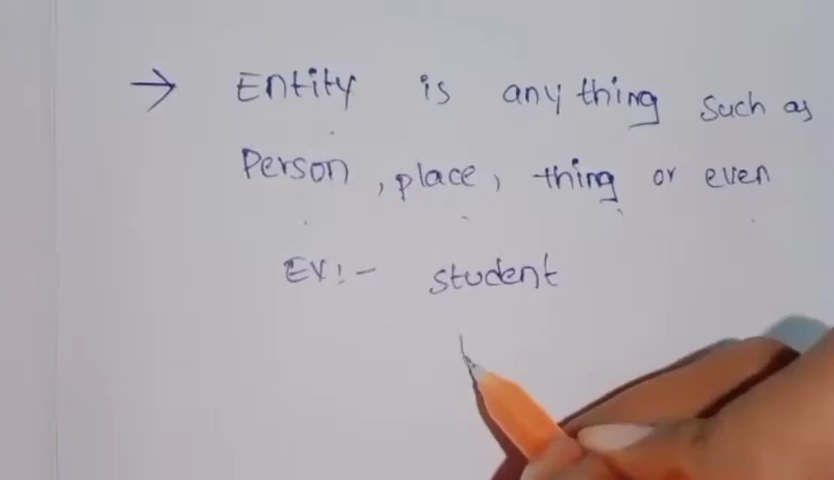 → Entity is any thing such as
Person, place, thing or even
EX:- student